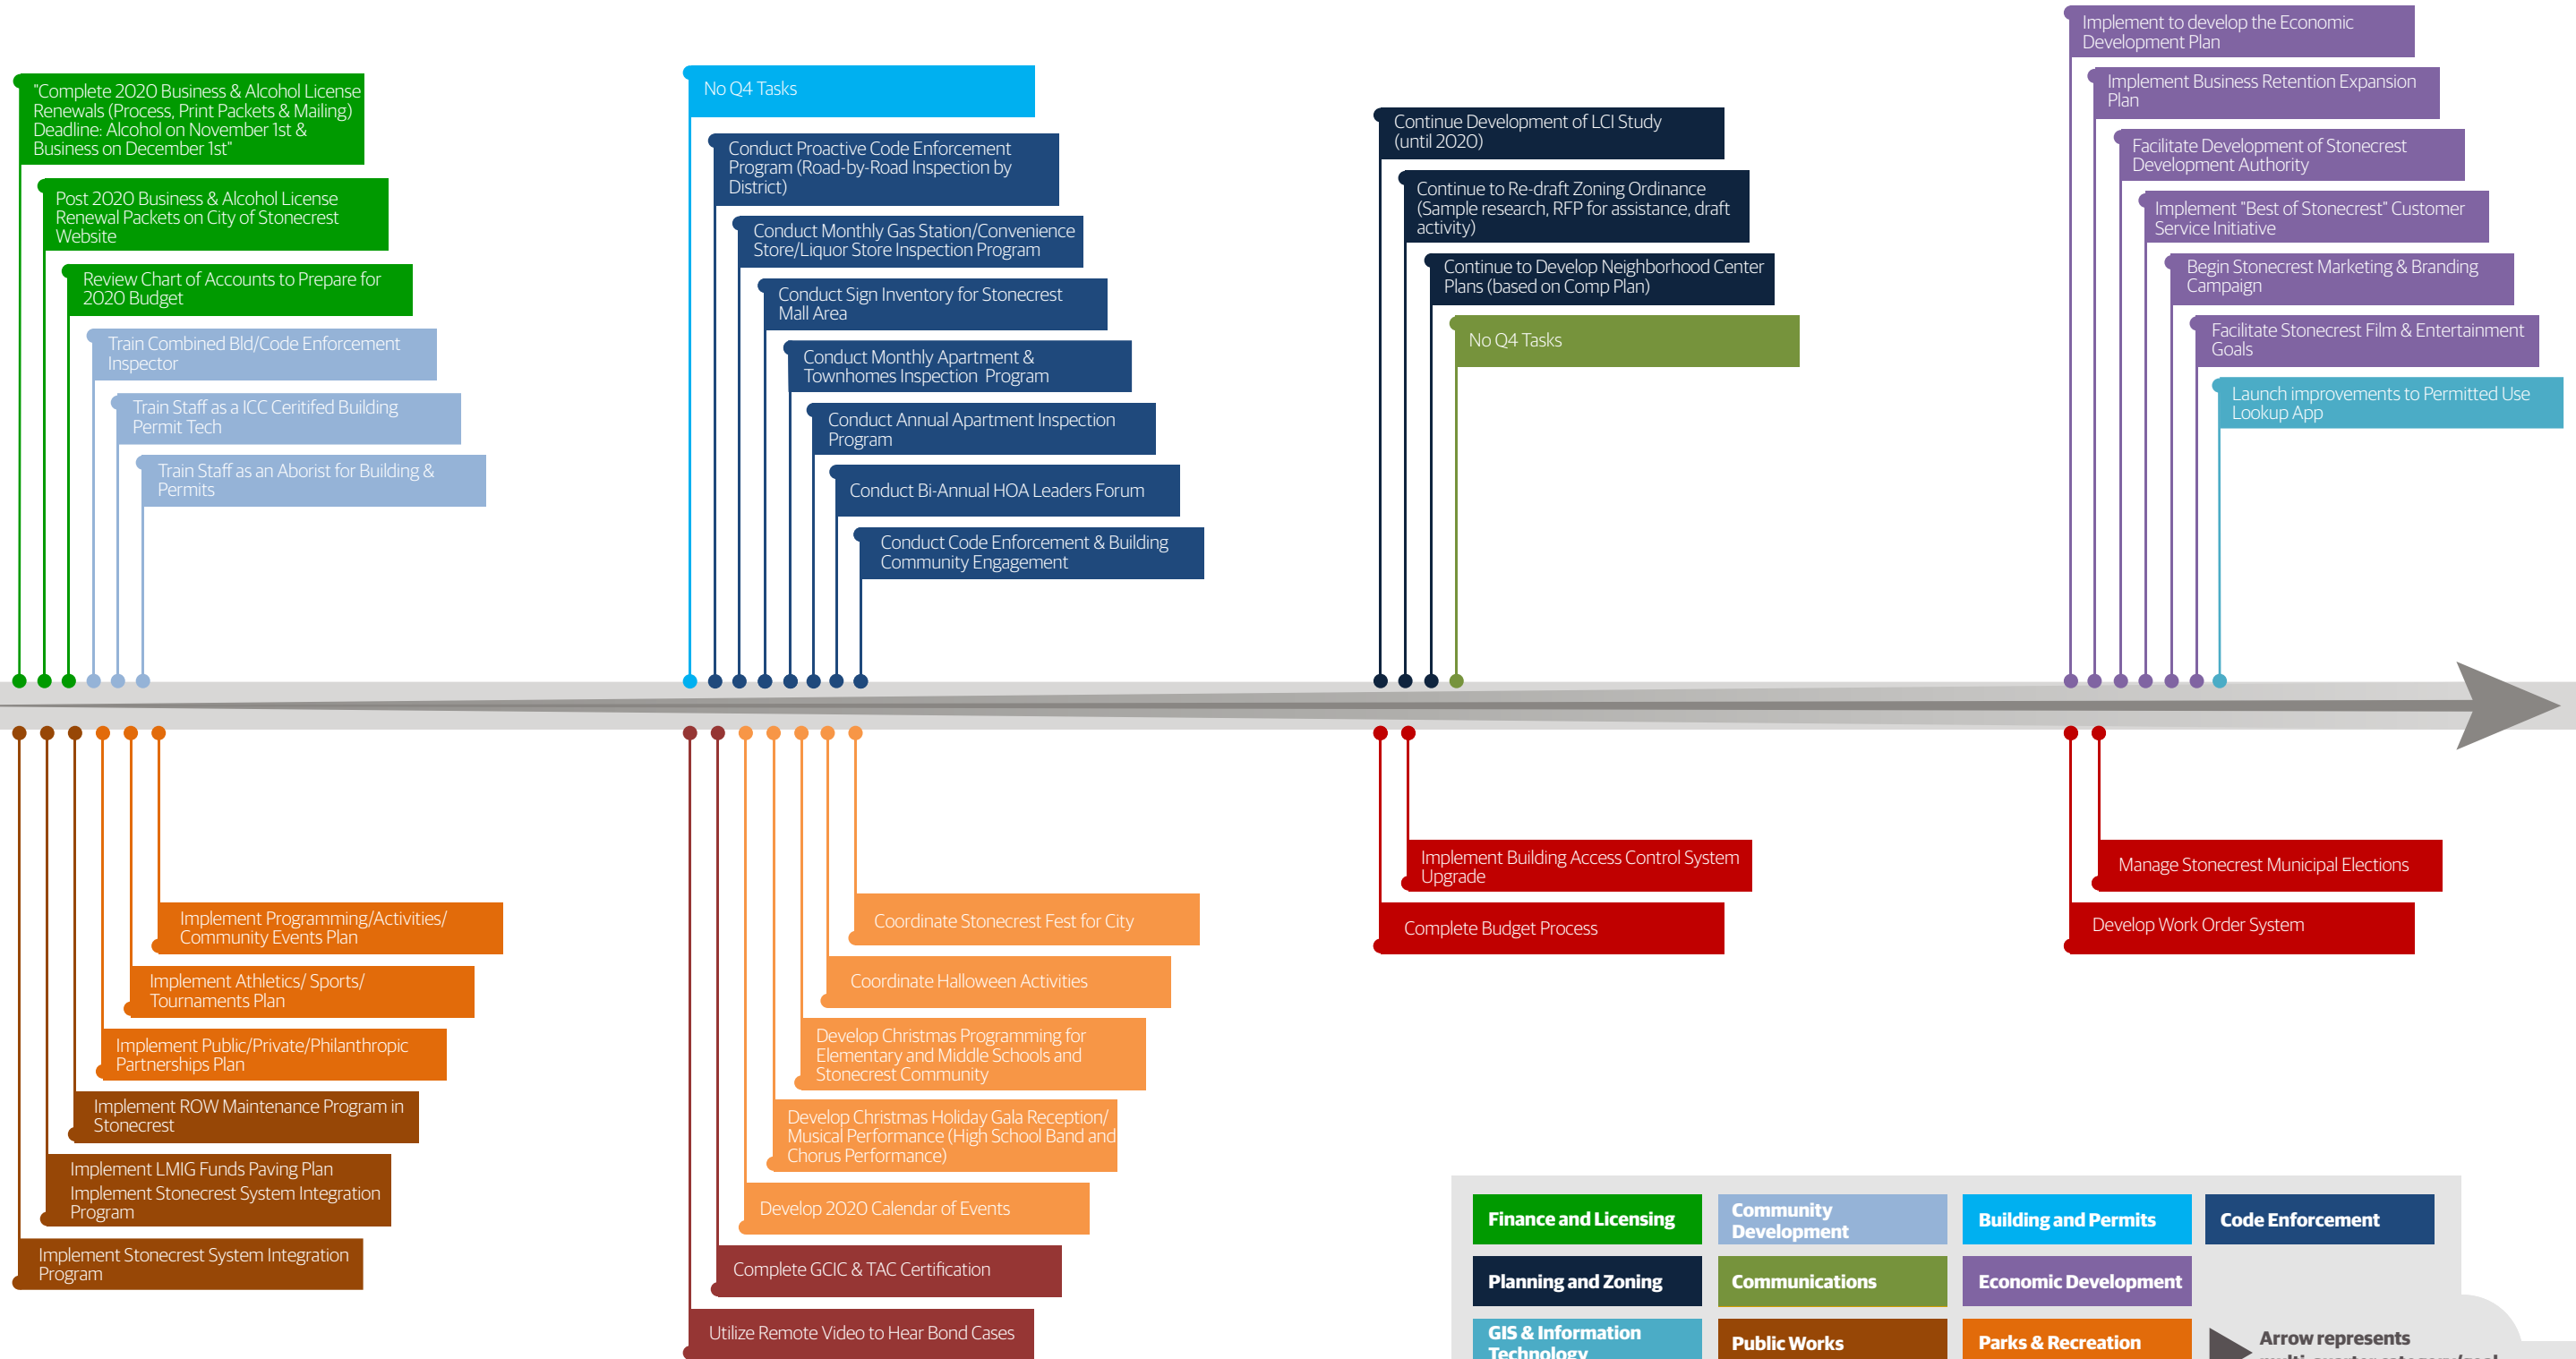 "Complete 2020 Business & Alcohol License
Renewals (Process, Print Packets & Mailing)
Deadline: Alcohol on November 1st &
Business on December 1st"
Post 2020 Business & Alcohol License
Renewal Packets on City of Stonecrest
Website
Review Chart of Accounts to Prepare for
2020 Budget
Train Combined Bld/Code Enforcement
Inspector
Train Staff as a ICC Ceritifed Building
Permit Tech
Train Staff as an Aborist for Building &
Permits
No Q4 Tasks
Conduct Proactive Code Enforcement
Program (Road-by-Road Inspection by
District)
Conduct Monthly Gas Station/Convenience
Store/Liquor Store Inspection Program
Conduct Sign Inventory for Stonecrest
Mall Area
Conduct Monthly Apartment &
Townhomes Inspection Program
Conduct Annual Apartment Inspection
Program
Conduct Bi-Annual HOA Leaders Forum
Conduct Code Enforcement & Building
Community Engagement
Continue Development of LCI Study
(until 2020)
Continue to Re-draft Zoning Ordinance
(Sample research, RFP for assistance, draft
activity)
Continue to Develop Neighborhood Center
Plans (based on Comp Plan)
No Q4 Tasks
Implement to develop the Economic
Development Plan
Implement Business Retention Expansion
Plan
Facilitate Development of Stonecrest
Development Authority
Implement "Best of Stonecrest" Customer
Service Initiative
Begin Stonecrest Marketing & Branding
Campaign
Facilitate Stonecrest Film & Entertainment
Goals
Launch improvements to Permitted Use
Lookup App
Implement Programming/Activities/
Community Events Plan
Implement Athletics/ Sports/
Tournaments Plan
Implement Public/Private/Philanthropic
Partnerships Plan
Implement ROW Maintenance Program in
Stonecrest
Implement LMIG Funds Paving Plan
Implement Stonecrest System Integration
Program
Implement Stonecrest System Integration
Program
Coordinate Stonecrest Fest for City
Coordinate Halloween Activities
Develop Christmas Programming for
Elementary and Middle Schools and
Stonecrest Community
Develop Christmas Holiday Gala Reception/
Musical Performance (High School Band and
Chorus Performance)
Develop 2020 Calendar of Events
Complete GCIC & TAC Certification
Utilize Remote Video to Hear Bond Cases
Implement Building Access Control System
Upgrade
Complete Budget Process
Manage Stonecrest Municipal Elections
Develop Work Order System
Finance and Licensing
Community
Development
Building and Permits
Code Enforcement
Planning and Zoning
Communications
Economic Development
GIS & Information
Technology
Public Works
Parks & Recreation
Arrow represents